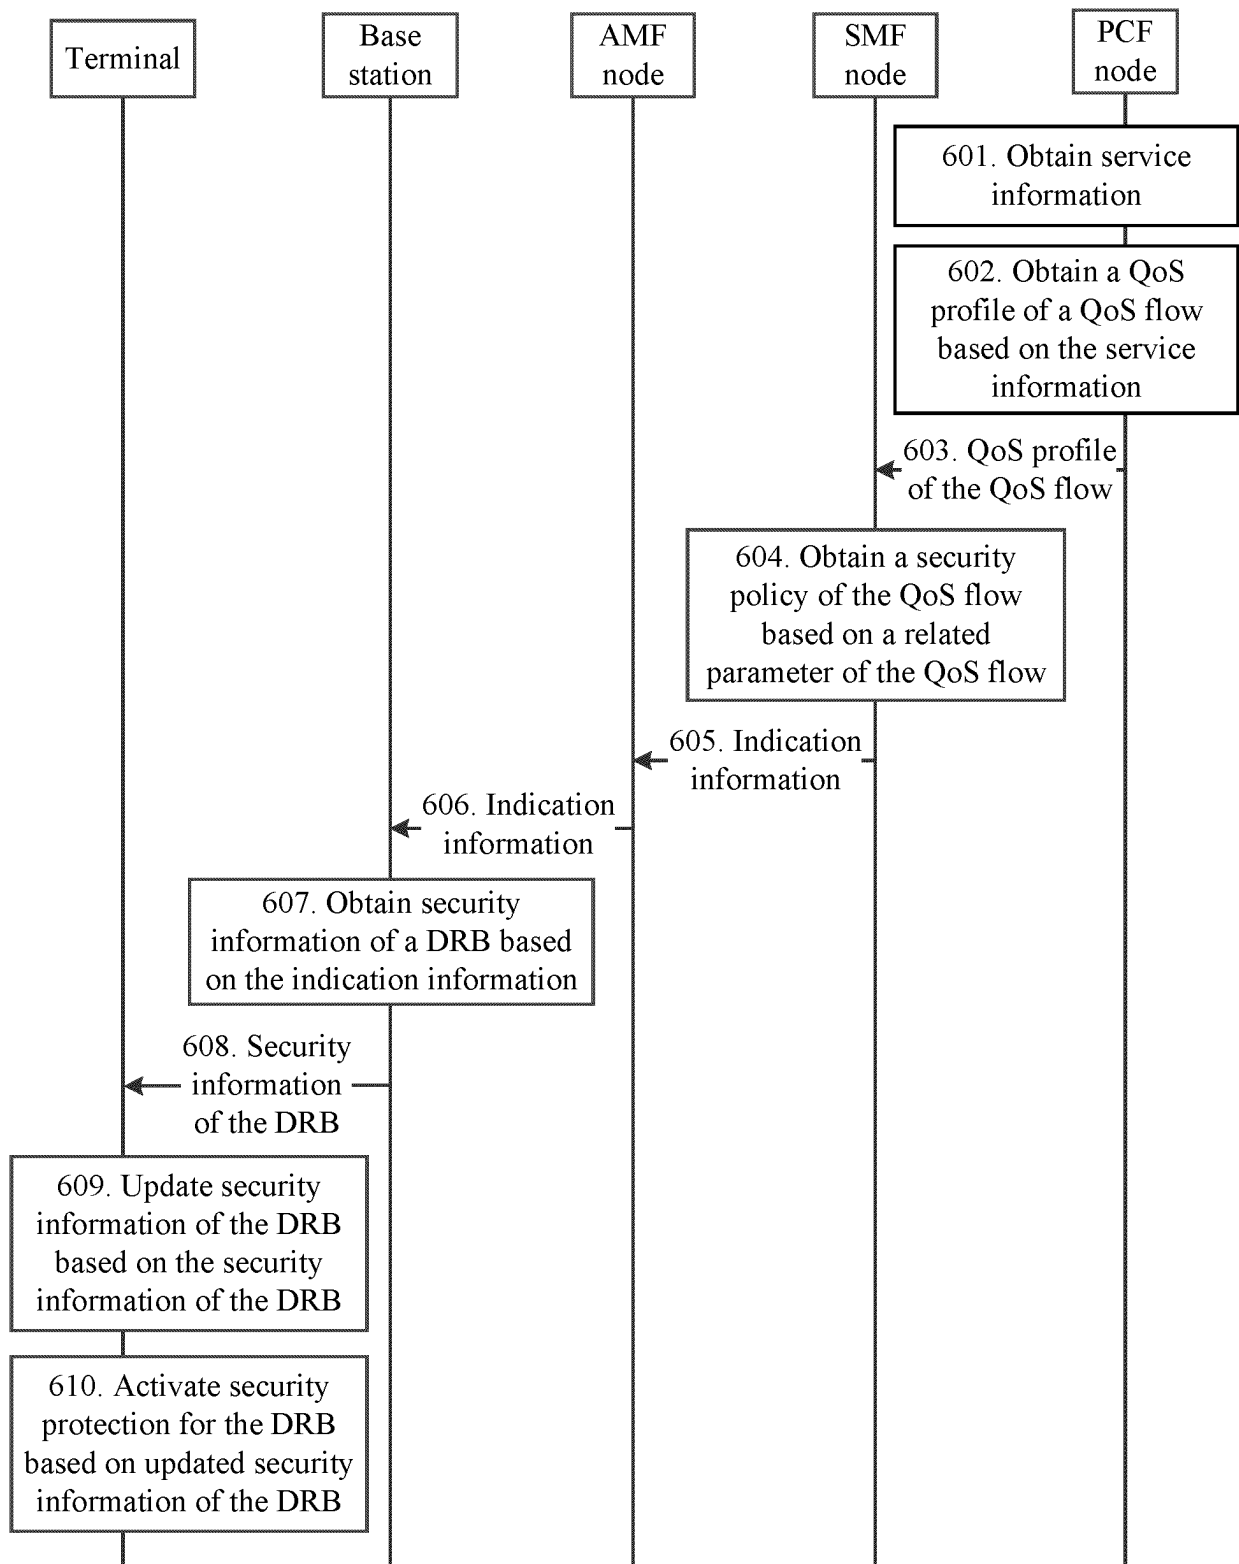 Terminal
Base
station
AMF
node
SMF
node
PCF
node
601. Obtain service
information
602. Obtain a QoS
profile of a QoS flow
based on the service
information
603. QoS profile
of the QoS flow
604. Obtain a security
policy of the QoS flow
based on a related
parameter of the QoS flow
605. Indication
information
606. Indication
information
607. Obtain security
information of a DRB based
on the indication information
608. Security
information
of the DRB
609. Update security
information of the DRB
based on the security
information of the DRB
610. Activate security
protection for the DRB
based on updated security
information of the DRB